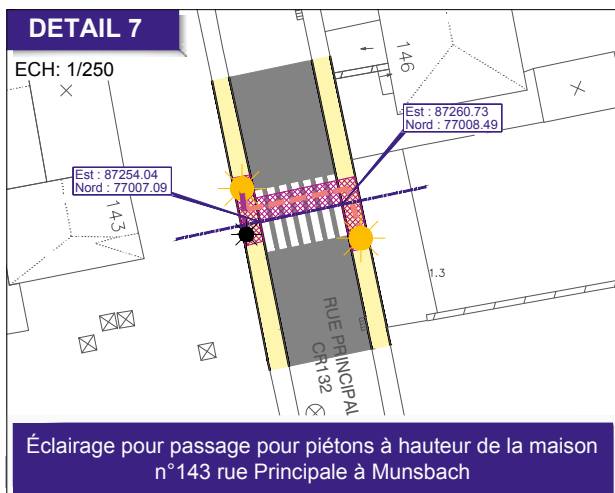 DETAIL 7
ECH: 1/250
146
Est : 87260.73
Nord : 77008.49
Est : 87254.04
Nord : 77007.09
143
1.3
RUE PRINCIPAL
CR132
Éclairage pour passage pour piétons à hauteur de la maison
n°143 rue Principale à Munsbach